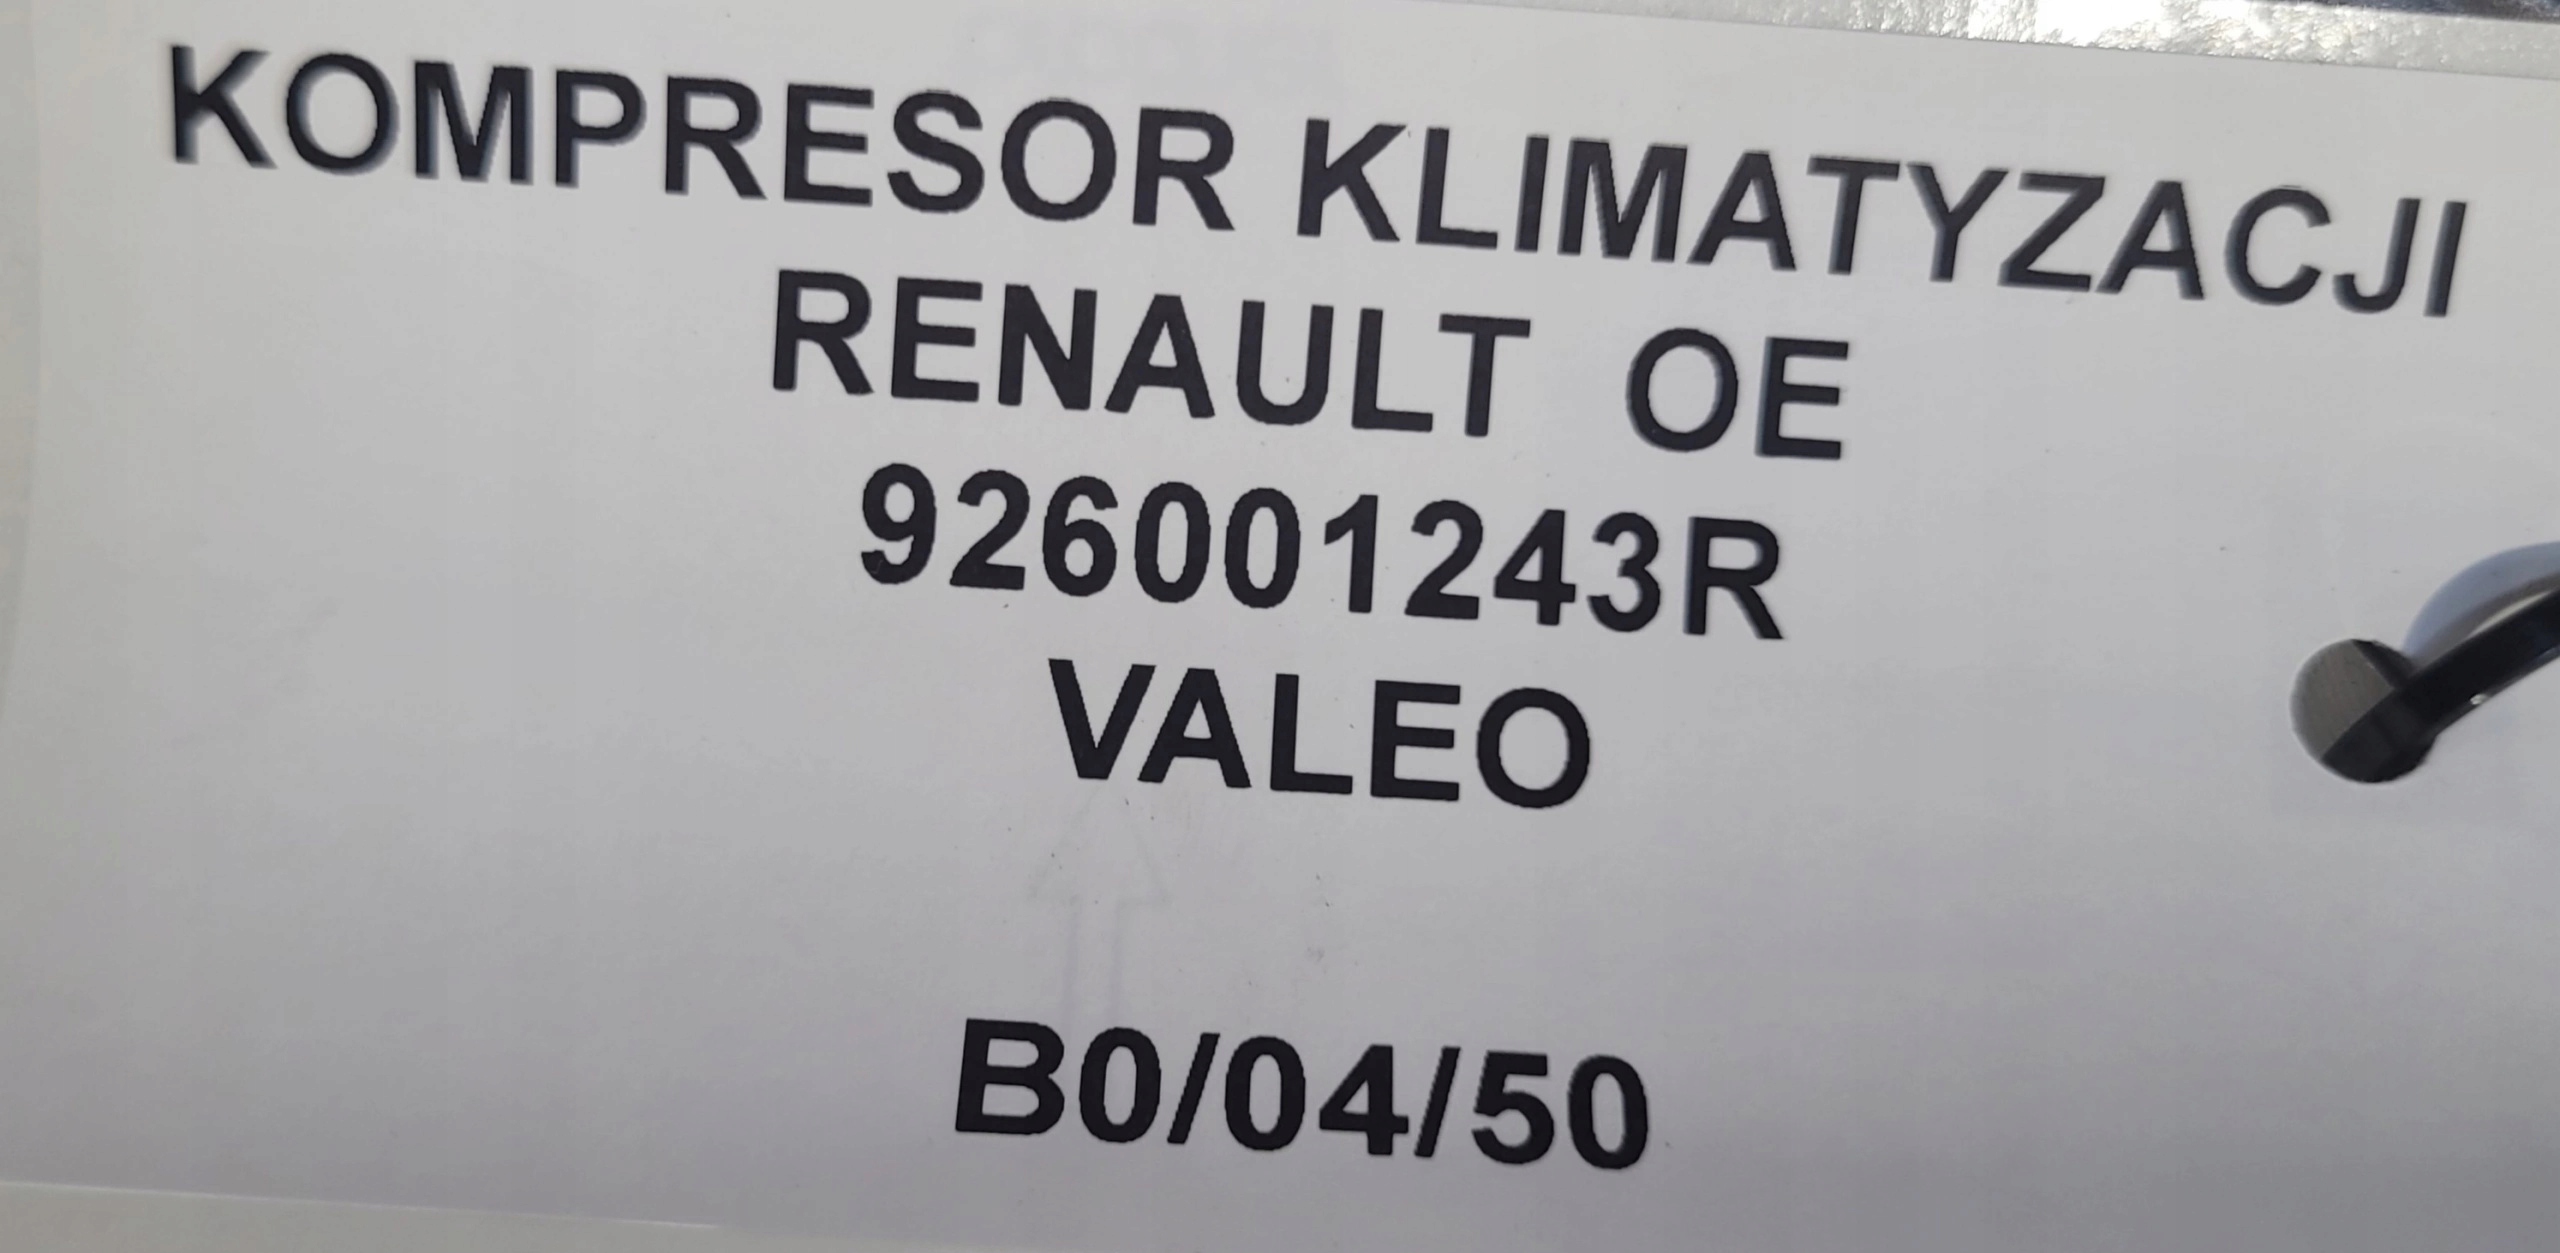 KOMPRESOR KLIMATYZACJI
RENAULT OE
926001243R
VALEO
B0/04/50